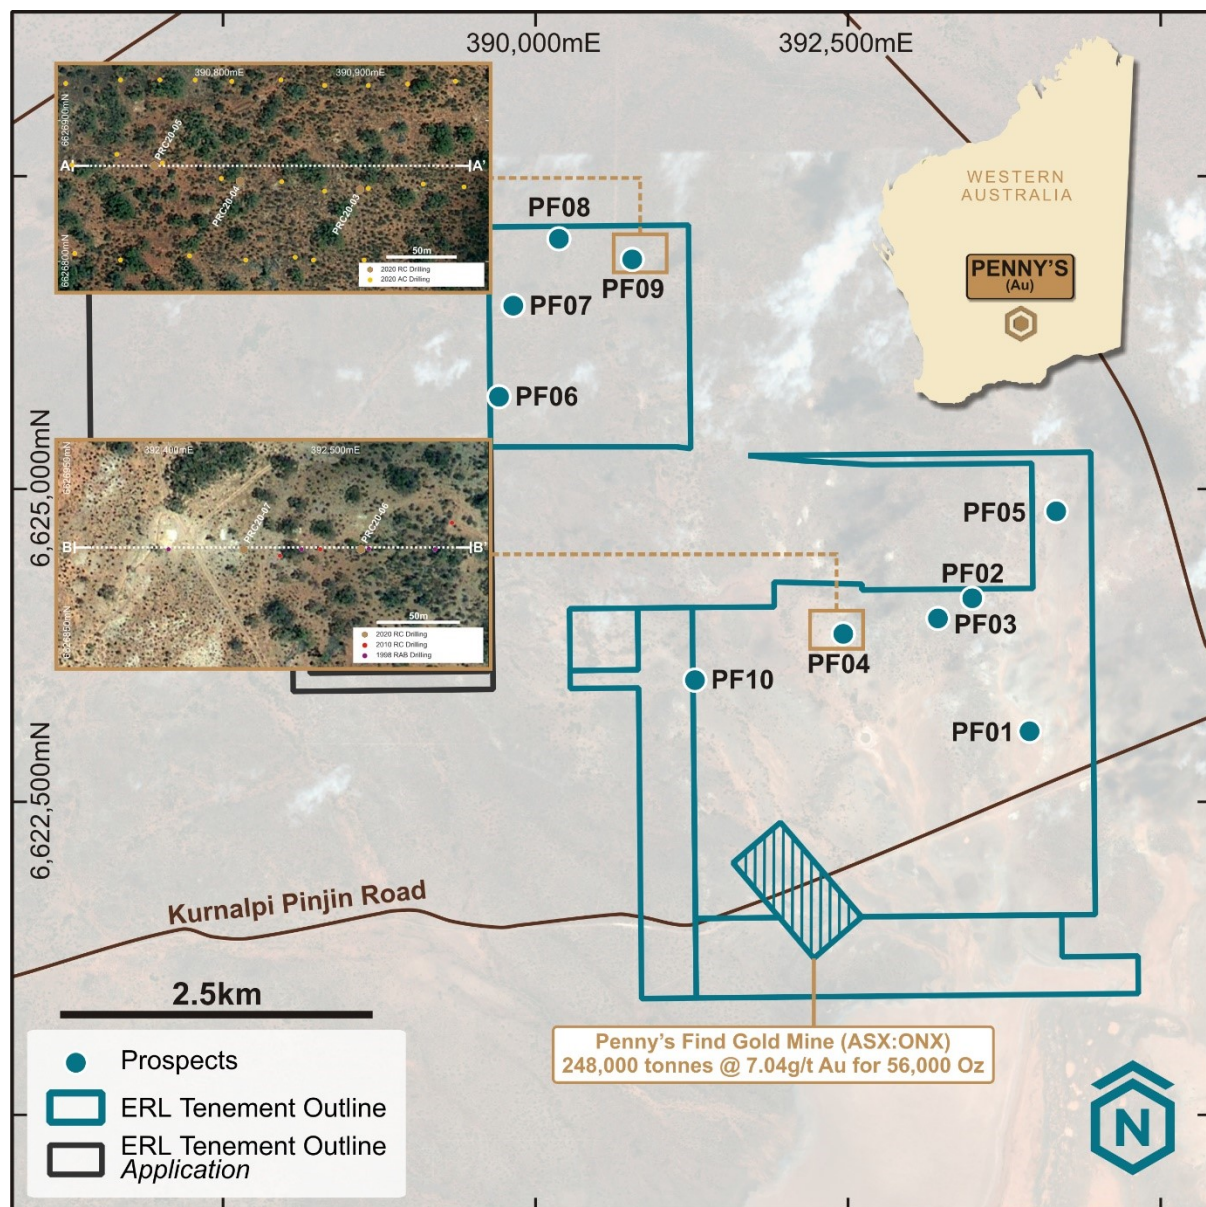 390,000mE
392,500mE
390,800mE
390,900mE
6626900mN
6626800mN
PRC20-05
A
A'
PRC20-04
PRC20-03
50m
2020 RC Drilling
2020 AC Drilling
WESTERN
AUSTRALIA
PENNY'S
(Au)
PF08
PF09
PF07
PF06
6,625,000mN
392,400mE
392,500mE
6626950mN
6626850mN
PRC20-07
PRC20-06
B
B'
50m
2020 RC Drilling
2010 RC Drilling
1998 RAB Drilling
PF05
PF02
PF03
PF04
PF10
PF01
6,622,500mN
Kurnalpi Pinjin Road
2.5km
Penny's Find Gold Mine (ASX:ONX)
248,000 tonnes @ 7.04g/t Au for 56,000 Oz
Prospects
ERL Tenement Outline
ERL Tenement Outline
Application
N